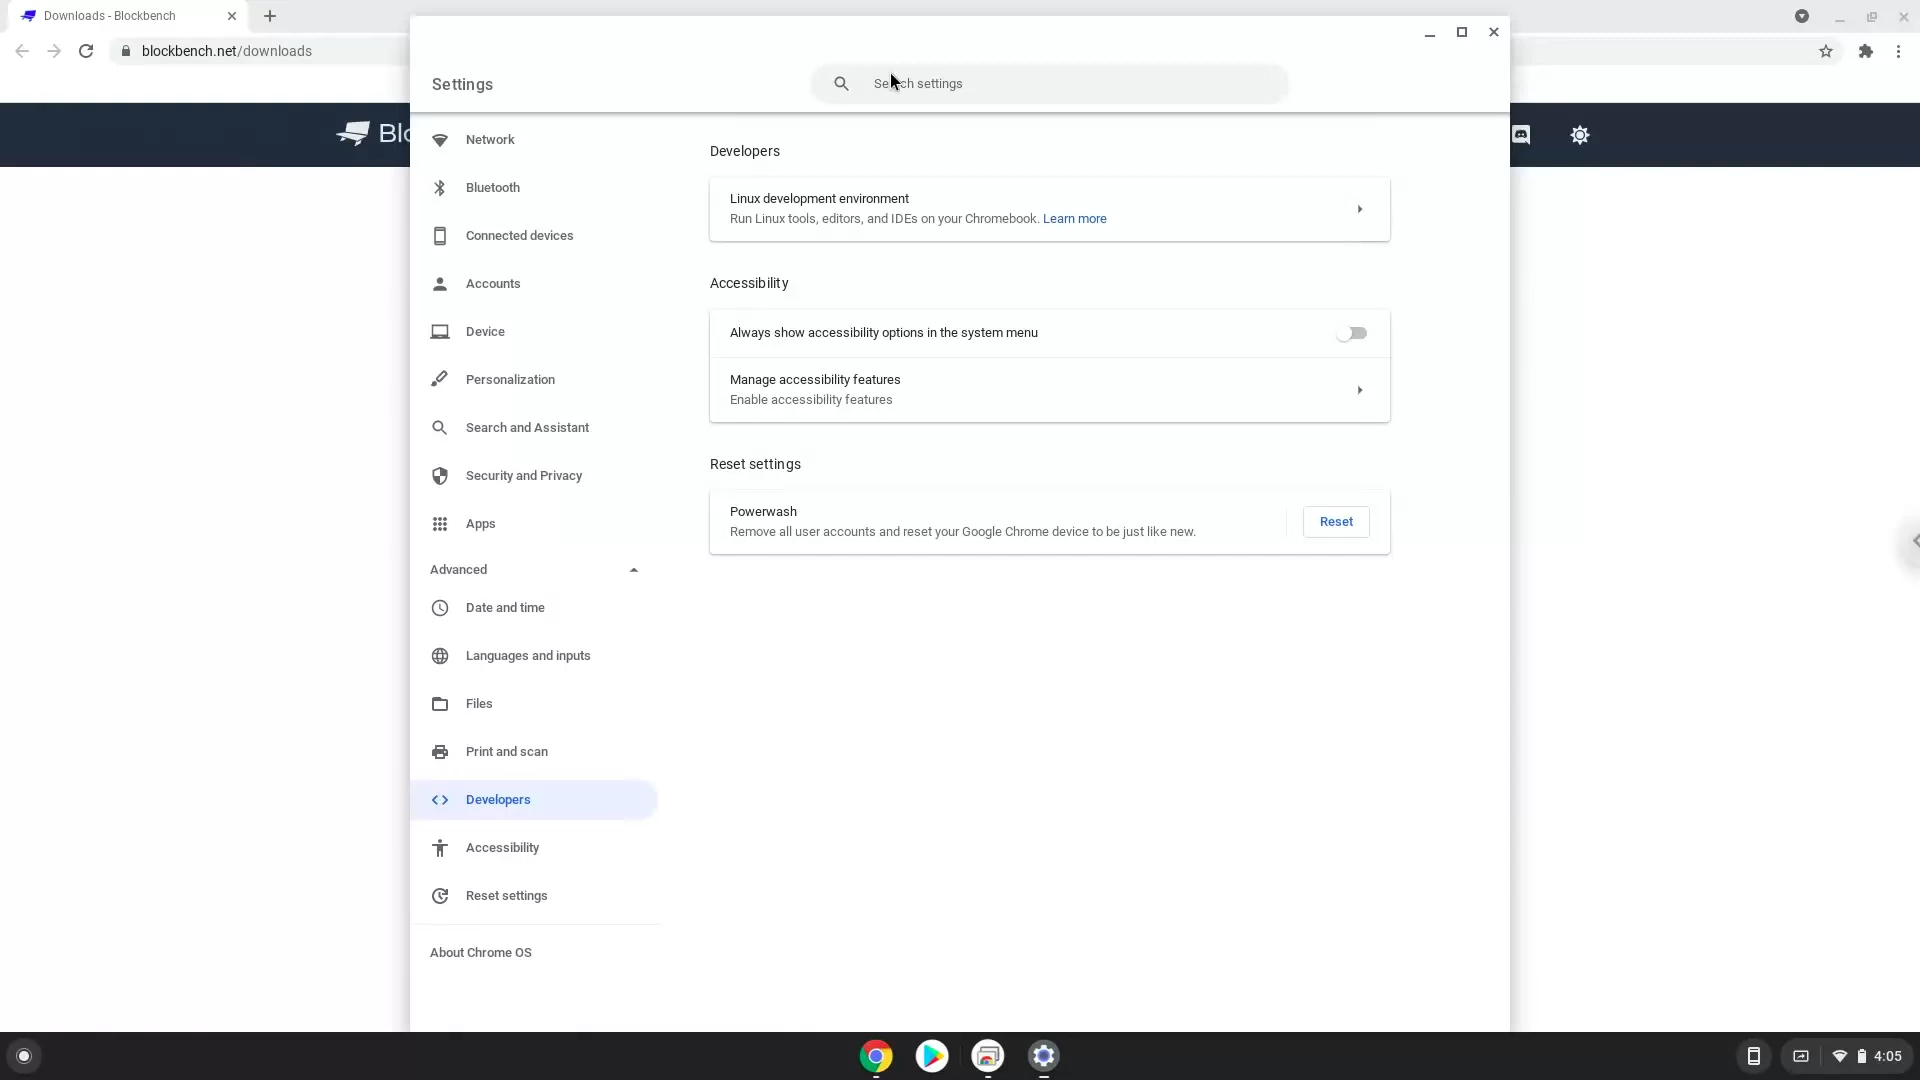 Downloads - Blockbench
blockbench.net/downloads
Blo
Settings
Search settings
Network
Bluetooth
Connected devices
Accounts
Device
Personalization
Search and Assistant
Security and Privacy
Apps
Advanced
Date and time
Languages and inputs
Files
Print and scan
Developers
Accessibility
Reset settings
About Chrome OS
Developers
Linux development environment
Run Linux tools, editors, and IDEs on your Chromebook. Learn more
Accessibility
Always show accessibility options in the system menu
Manage accessibility features
Enable accessibility features
Reset settings
Powerwash
Remove all user accounts and reset your Google Chrome device to be just like new.
Reset
4:05